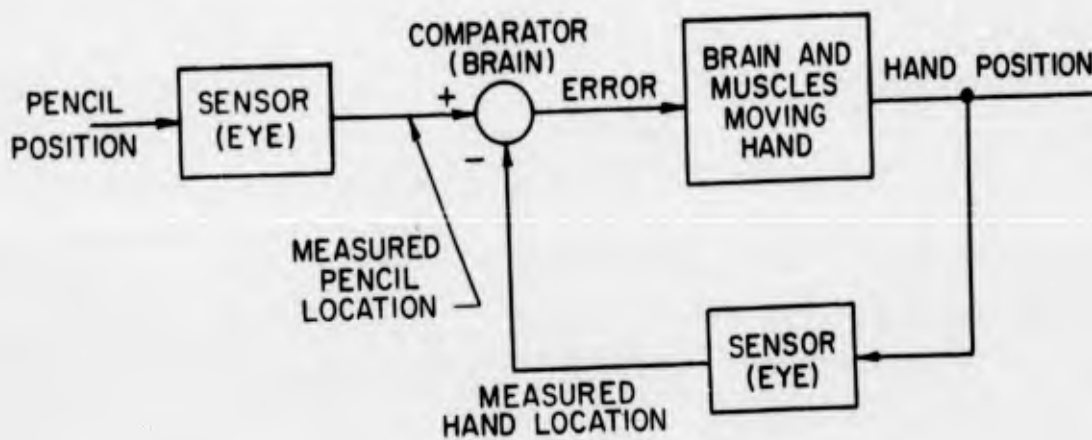 PENCIL
POSITION
SENSOR
(EYE)
COMPARATOR
(BRAIN)
+
−
ERROR
BRAIN AND
MUSCLES
MOVING
HAND
HAND POSITION
MEASURED
PENCIL
LOCATION
SENSOR
(EYE)
MEASURED
HAND LOCATION